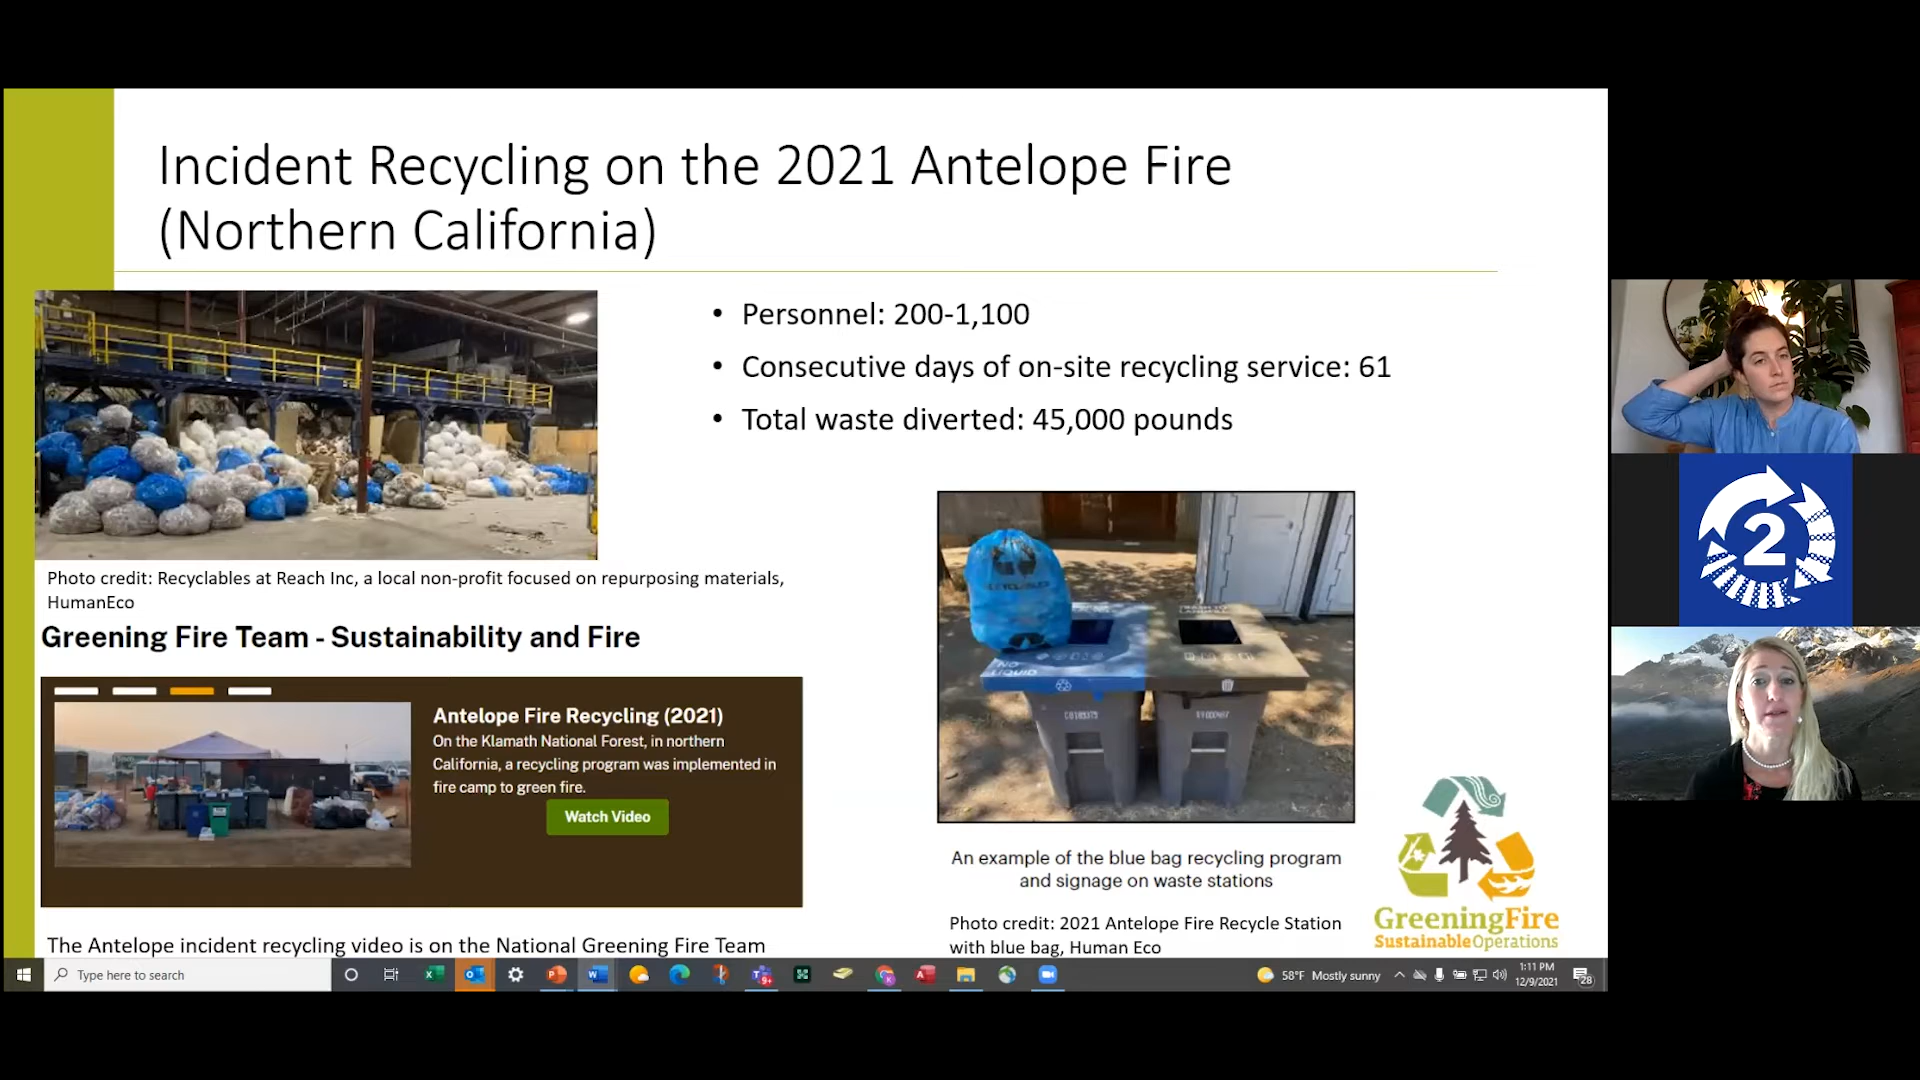 Incident Recycling on the 2021 Antelope Fire
(Northern California)
• Personnel: 200-1,100
• Consecutive days of on-site recycling service: 61
• Total waste diverted: 45,000 pounds
Photo credit: Recyclables at Reach Inc, a local non-profit focused on repurposing materials,
HumanEco
Greening Fire Team - Sustainability and Fire
Antelope Fire Recycling (2021)
On the Klamath National Forest, in northern
California, a recycling program was implemented in
fire camp to green fire.
Watch Video
The Antelope incident recycling video is on the National Greening Fire Team
NO
LIQUID
An example of the blue bag recycling program
and signage on waste stations
Photo credit: 2021 Antelope Fire Recycle Station
with blue bag, Human Eco
GreeningFire
SustainableOperations
2
Type here to search
58°F Mostly sunny
1:11 PM
12/9/2021
28